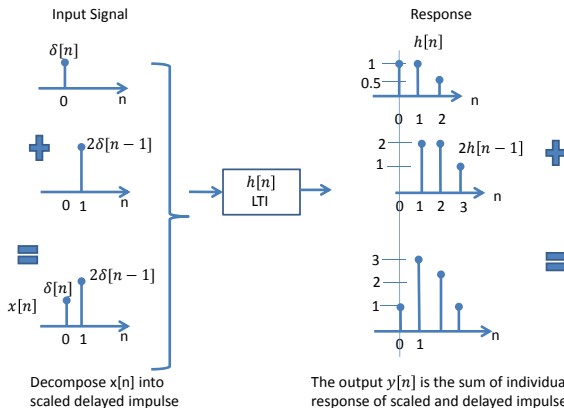 Input Signal
Response
δ[n]
0
n
h[n]
1
0.5
0 1 2
n
2δ[n−1]
0 1
n
h[n]
LTI
2
1
2h[n−1]
0 1 2 3
n
x[n]
δ[n]
2δ[n−1]
0 1
n
3
2
1
0 1
n
Decompose x[n] into
scaled delayed impulse
The output y[n] is the sum of individua
response of scaled and delayed impulse